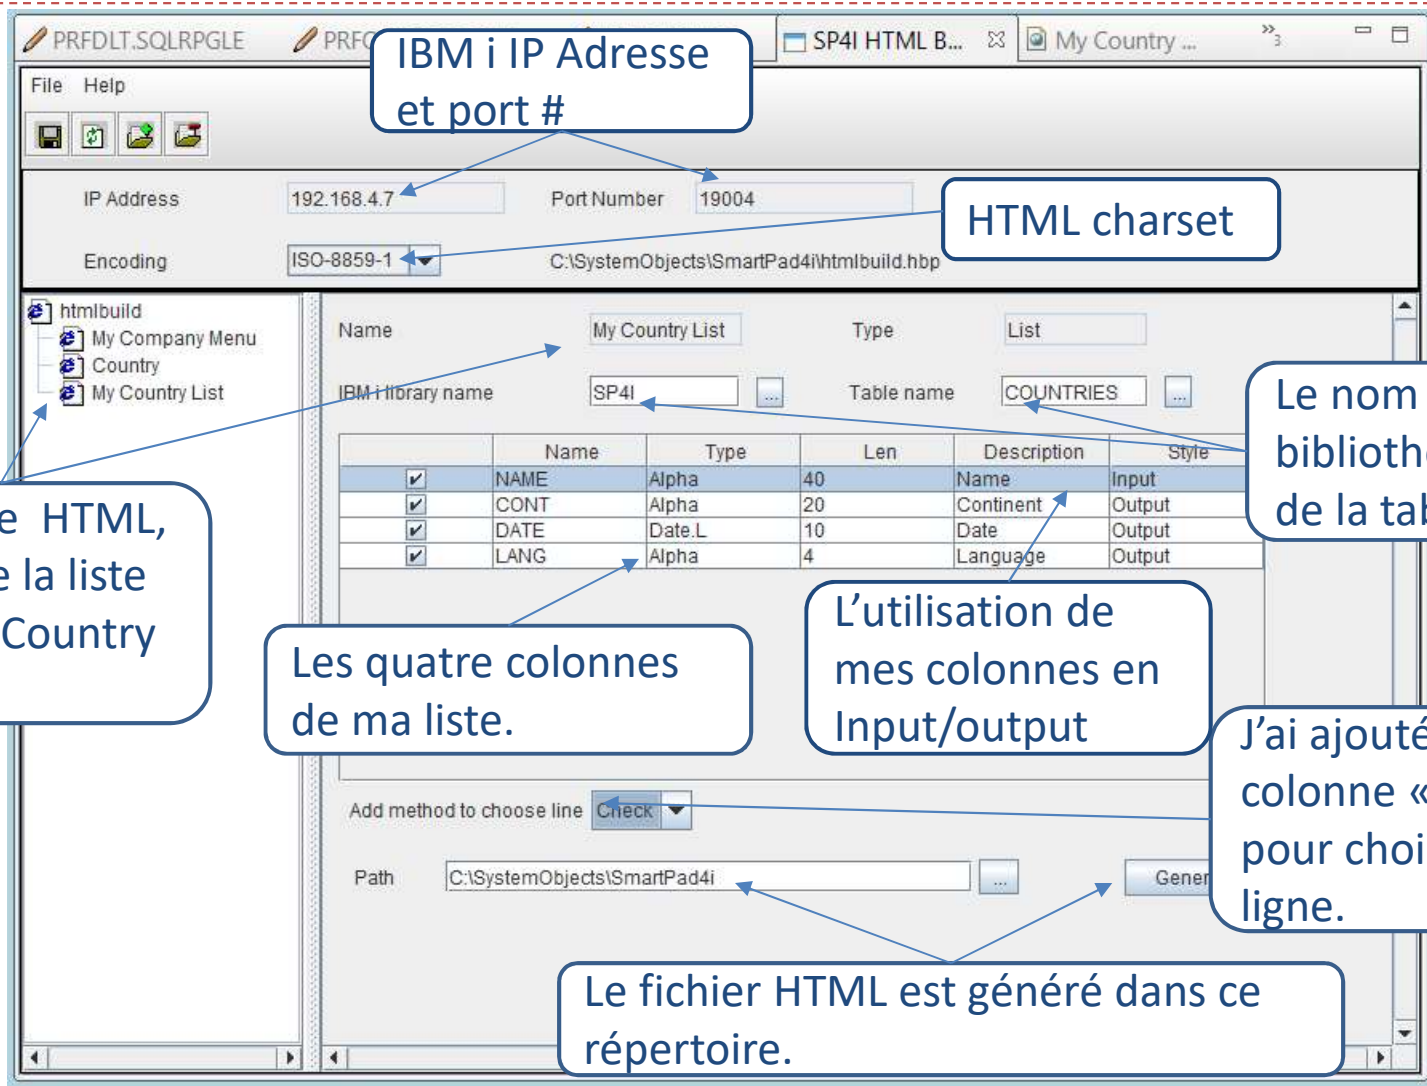 PRFDLT.SQLRPGLE
SP4I HTML B...
My Country ...
»3
IBM i IP Adresse
et port #
File Help
IP Address 192.168.4.7 Port Number 19004
HTML charset
Encoding ISO-8859-1 C:\SystemObjects\SmartPad4i\htmlbuild.hbp
htmlbuild
My Company Menu
Country
My Country List
Name My Country List Type List
IBM i library name SP4I ... Table name COUNTRIES ...
Le nom
de la
Name Type Len Description Style
NAME Alpha 40 Name Input
CONT Alpha 20 Continent Output
DATE Date.L 10 Date Output
LANG Alpha 4 Language Output
HTML,
la liste
Country
Les quatre colonnes
de ma liste.
L’utilisation de
mes colonnes en
Input/output
J’ai ajouté
colonne «
pour
ligne.
Add method to choose line Check
Path C:\SystemObjects\SmartPad4i ...
Le fichier HTML est généré dans ce
répertoire.